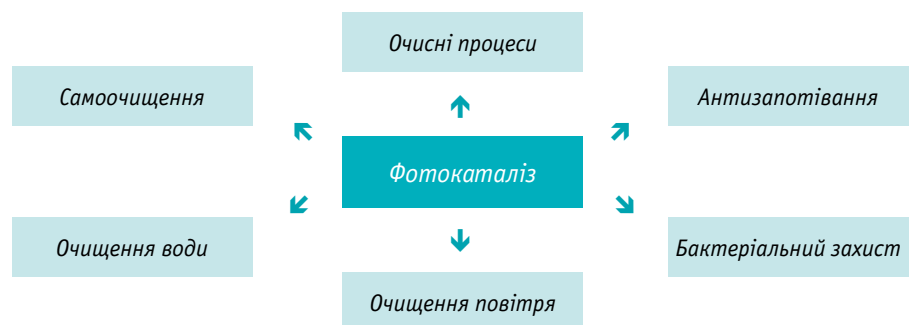 Очисні процеси
Самоочищення
Антизапотівання
Фотокаталіз
Очищення води
Бактеріальний захист
Очищення повітря